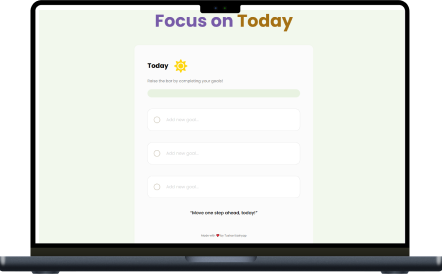 Focus on Today
Today
Raise the bar by completing your goals!
Add new goal...
Add new goal...
Add new goal...
"Move one step ahead, today!"
Made with by